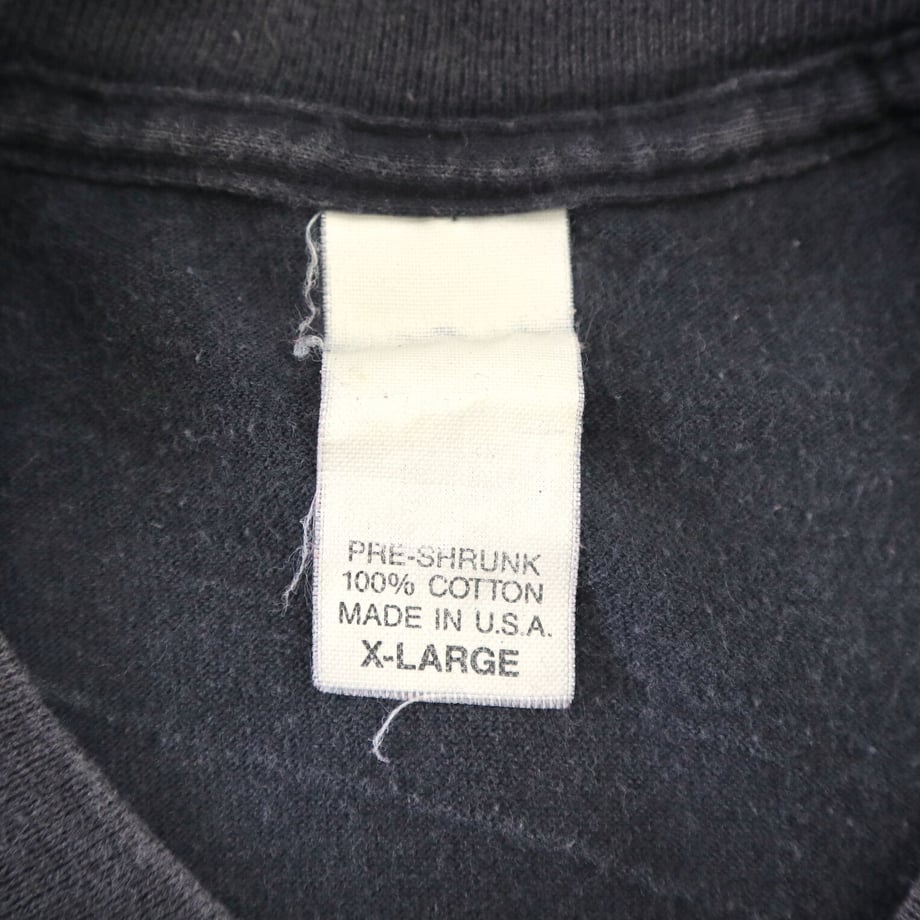 PRE-SHRUNK
100% COTTON
MADE IN U.S.A.
X-LARGE